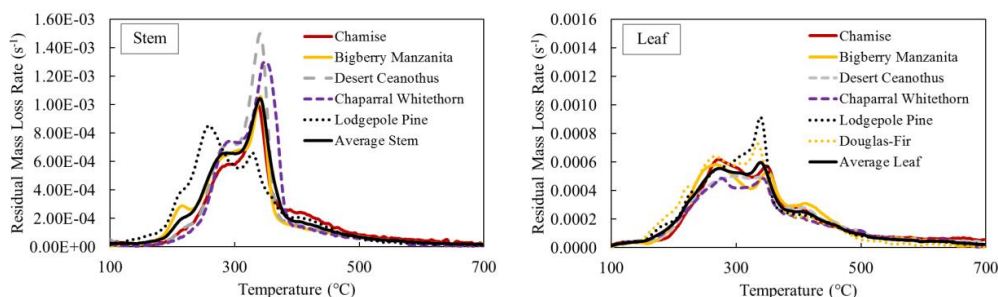 Stem
Residual Mass Loss Rate (s⁻¹)
1.60E-03
1.40E-03
1.20E-03
1.00E-03
8.00E-04
6.00E-04
4.00E-04
2.00E-04
0.00E+00
Chamise
Bigberry Manzanita
Desert Ceanothus
Chaparral Whitethorn
Lodgepole Pine
Average Stem
100 300 500 700
Temperature (°C)
Leaf
Residual Mass Loss Rate (s⁻¹)
0.0016
0.0014
0.0012
0.0010
0.0008
0.0006
0.0004
0.0002
0.0000
Chamise
Bigberry Manzanita
Desert Ceanothus
Chaparral Whitethorn
Lodgepole Pine
Douglas-Fir
Average Leaf
100 300 500 700
Temperature (°C)